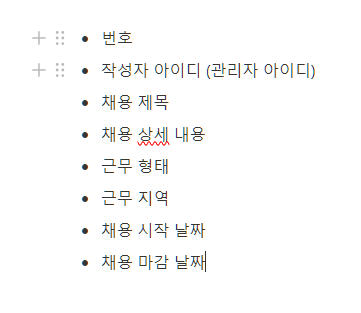 번호
작성자 아이디 (관리자 아이디)
채용 제목
채용 상세 내용
근무 형태
근무 지역
채용 시작 날짜
채용 마감 날짜